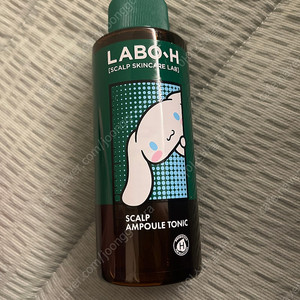 LABO-H
[SCALP SKINCARE LAB]
SCALP
AMPOULE TONIC